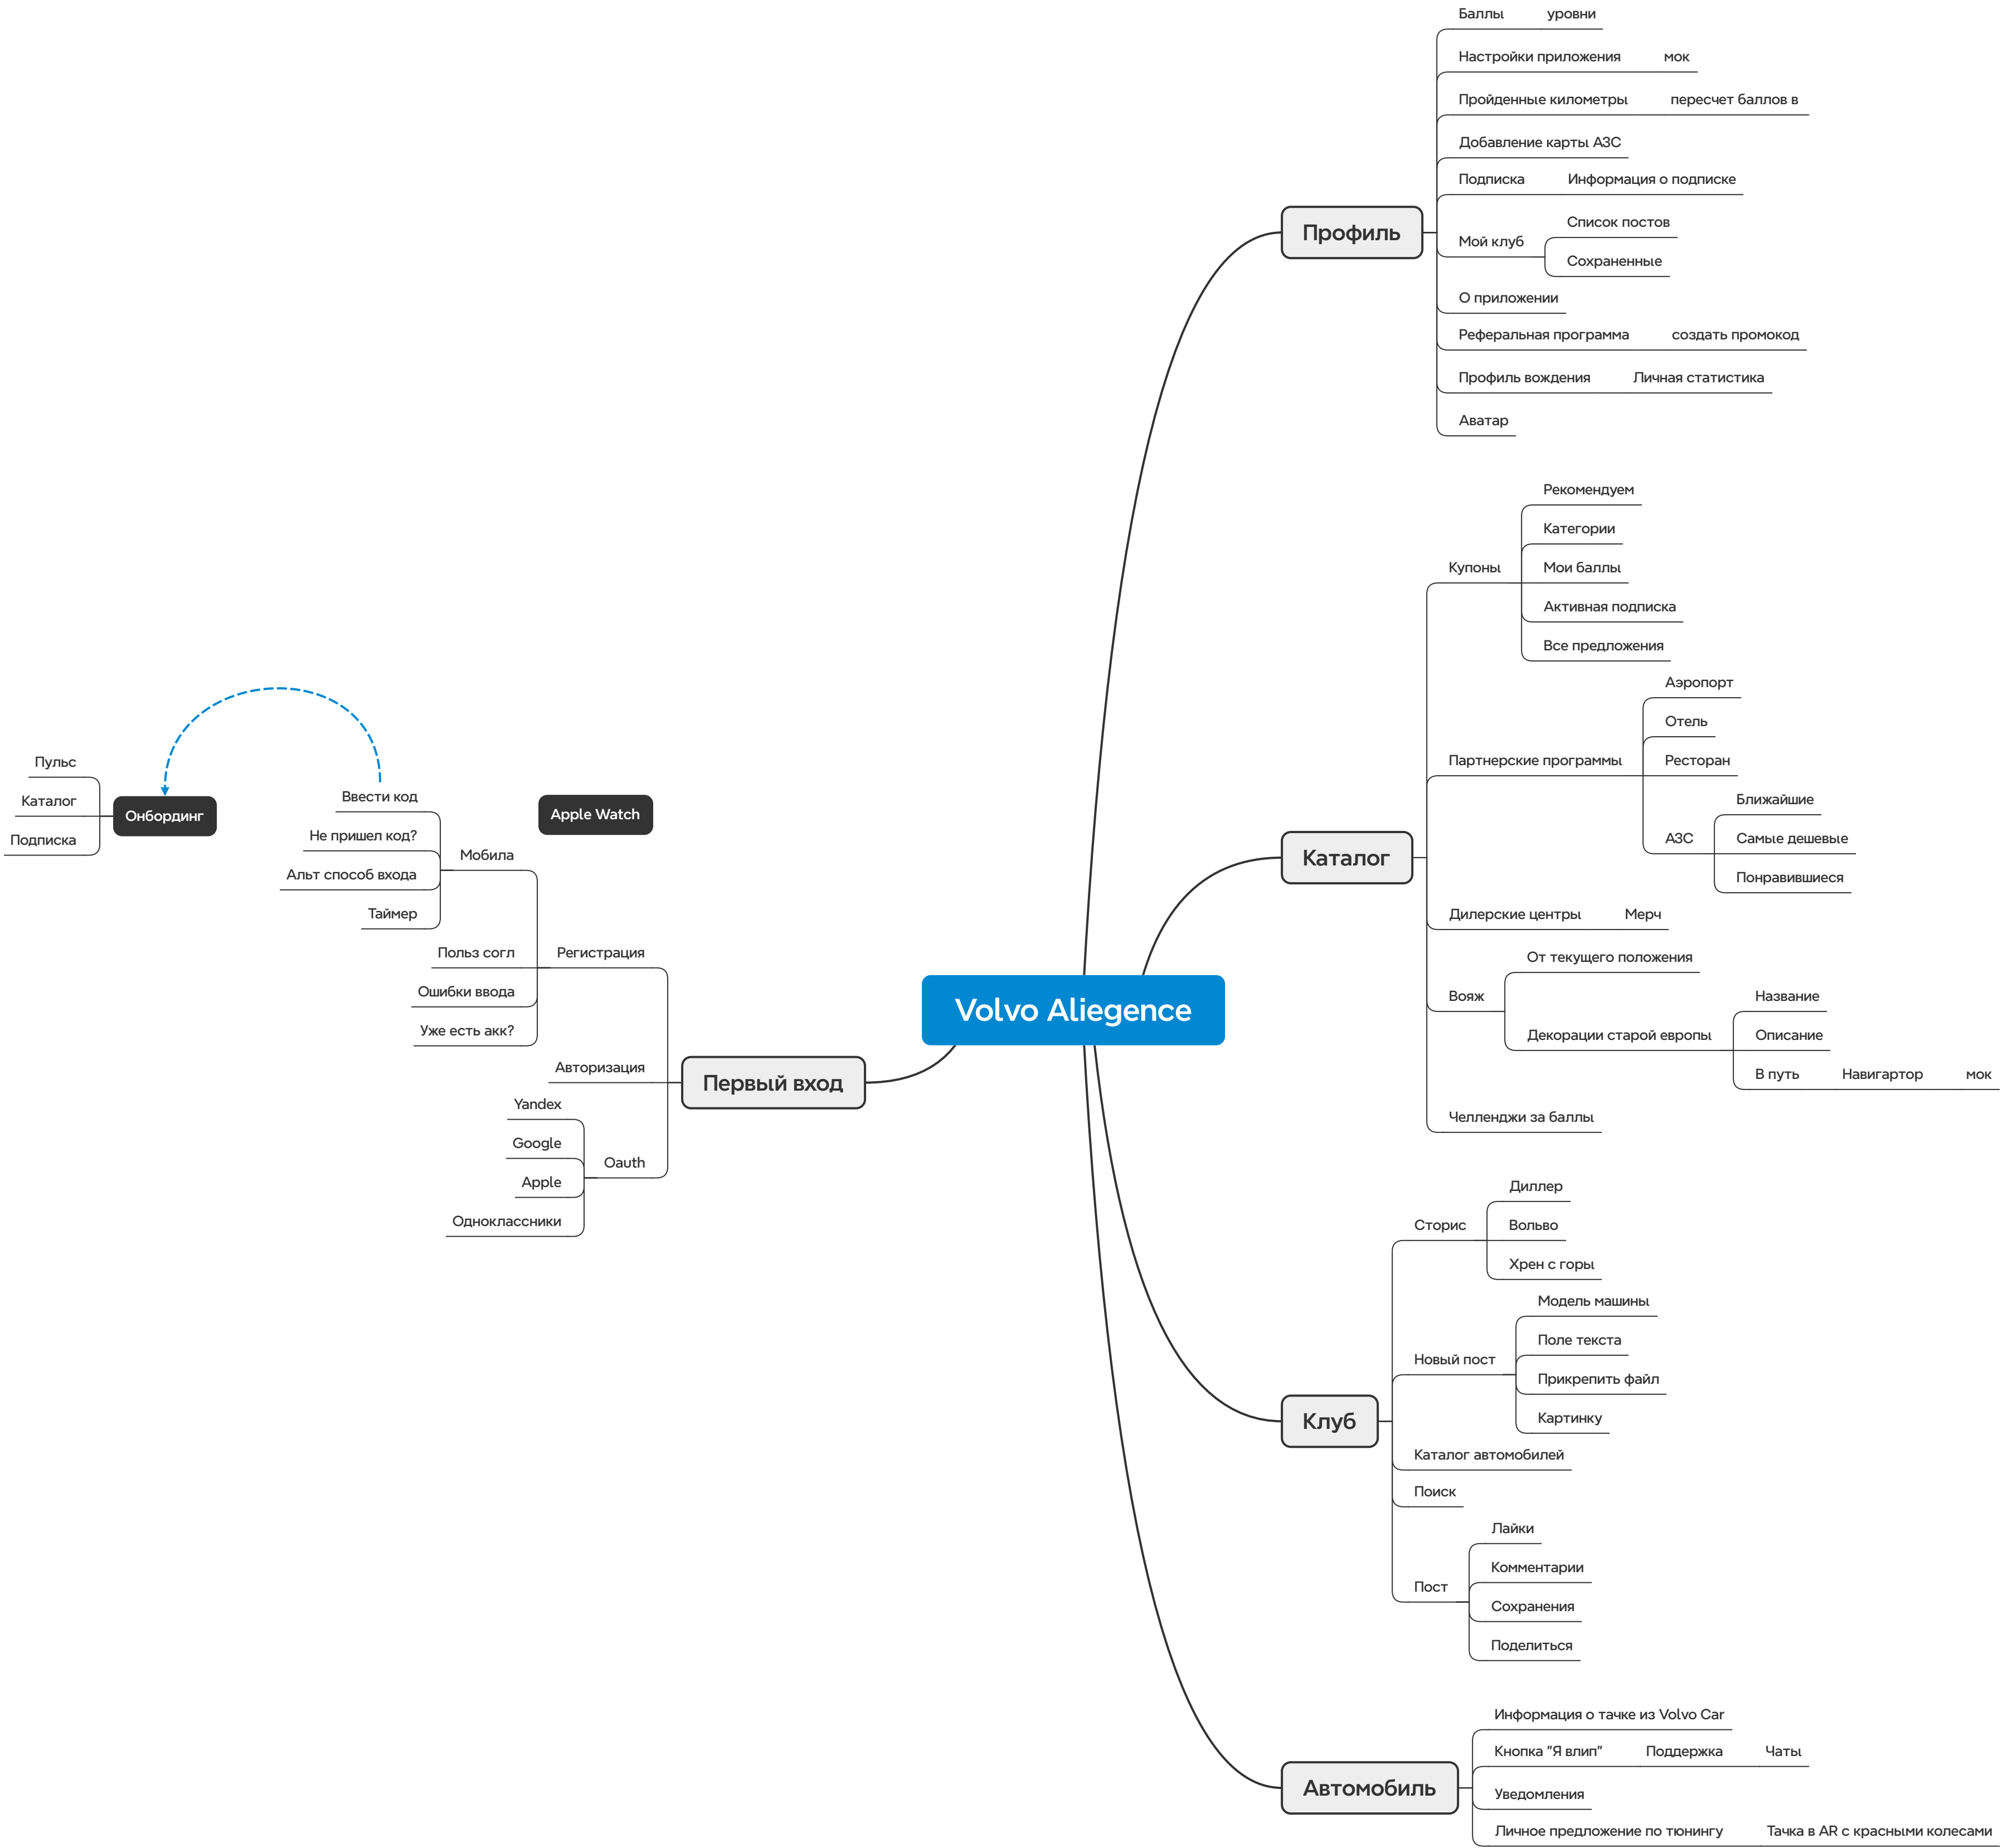 Volvo Aliegence
Профиль
Баллы
уровни
Настройки приложения
мок
Пройденные километры
пересчет баллов в
Добавление карты АЗС
Подписка
Информация о подписке
Мой клуб
Список постов
Сохраненные
О приложении
Реферальная программа
создать промокод
Профиль вождения
Личная статистика
Аватар
Каталог
Купоны
Рекомендуем
Категории
Мои баллы
Активная подписка
Все предложения
Партнерские программы
Аэропорт
Отель
Ресторан
АЗС
Ближайшие
Самые дешевые
Понравившиеся
Дилерские центры
Мерч
Вояж
От текущего положения
Декорации старой европы
Название
Описание
В путь
Навигартор
мок
Челленджи за баллы
Клуб
Сторис
Диллер
Вольво
Хрен с горы
Новый пост
Модель машины
Поле текста
Прикрепить файл
Картинку
Каталог автомобилей
Поиск
Пост
Лайки
Комментарии
Сохранения
Поделиться
Автомобиль
Информация о тачке из Volvo Car
Кнопка "Я влип"
Поддержка
Чаты
Уведомления
Личное предложение по тюнингу
Тачка в AR с красными колесами
Первый вход
Регистрация
Мобила
Ввести код
Не пришел код?
Альт способ входа
Таймер
Польз согл
Ошибки ввода
Уже есть акк?
Авторизация
Oauth
Yandex
Google
Apple
Одноклассники
Онбординг
Пульс
Каталог
Подписка
Apple Watch